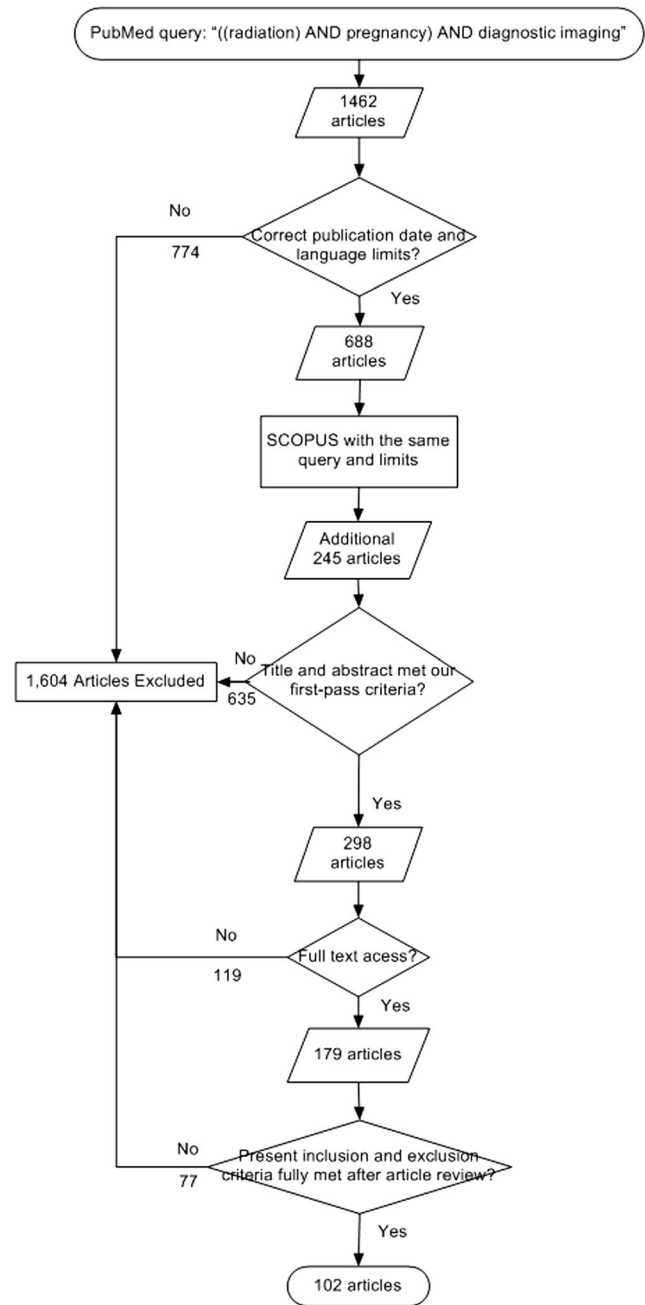 PubMed query: “((radiation) AND pregnancy) AND diagnostic imaging”
1462
articles
No
774
Correct publication date and
language limits?
Yes
688
articles
SCOPUS with the same
query and limits
Additional
245 articles
1,604 Articles Excluded
No
635
Title and abstract met our
first-pass criteria?
Yes
298
articles
No
119
Full text acess?
Yes
179 articles
No
77
Present inclusion and exclusion
criteria fully met after article review?
Yes
102 articles